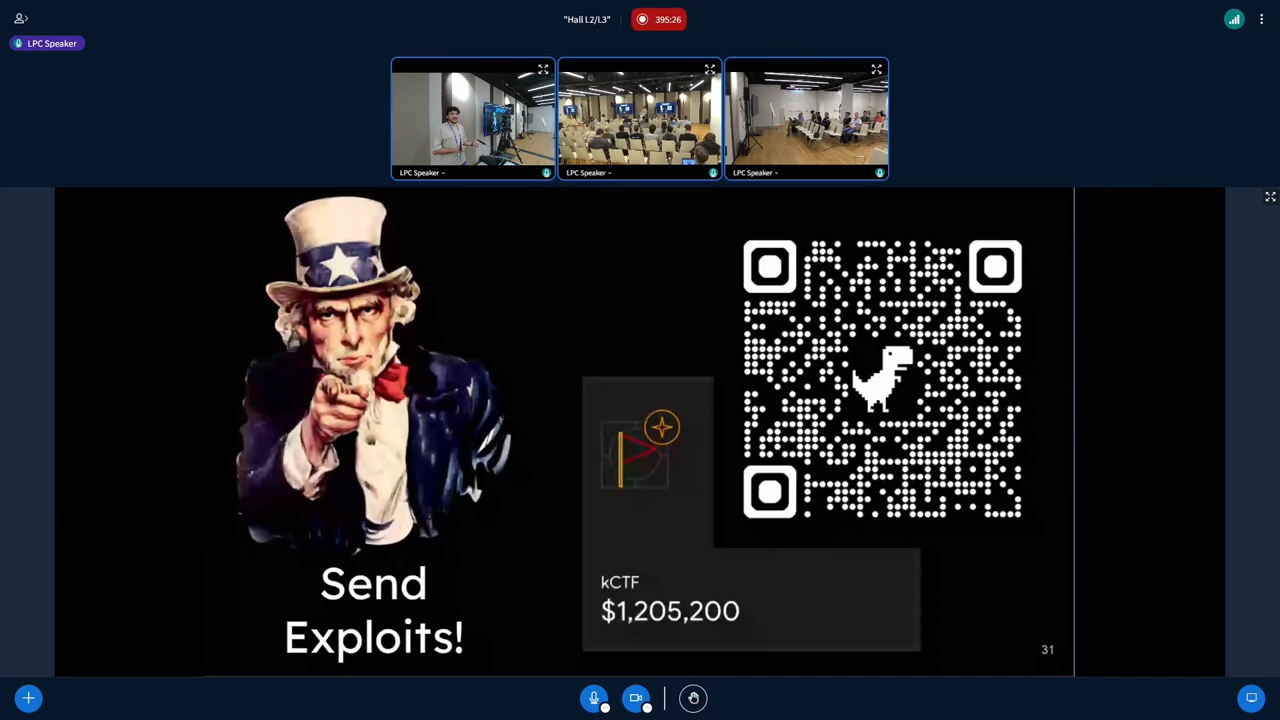 "Hall L2/L3"
395:26
LPC Speaker
LPC Speaker
LPC Speaker
LPC Speaker
Send
Exploits!
kCTF
$1,205,200
31